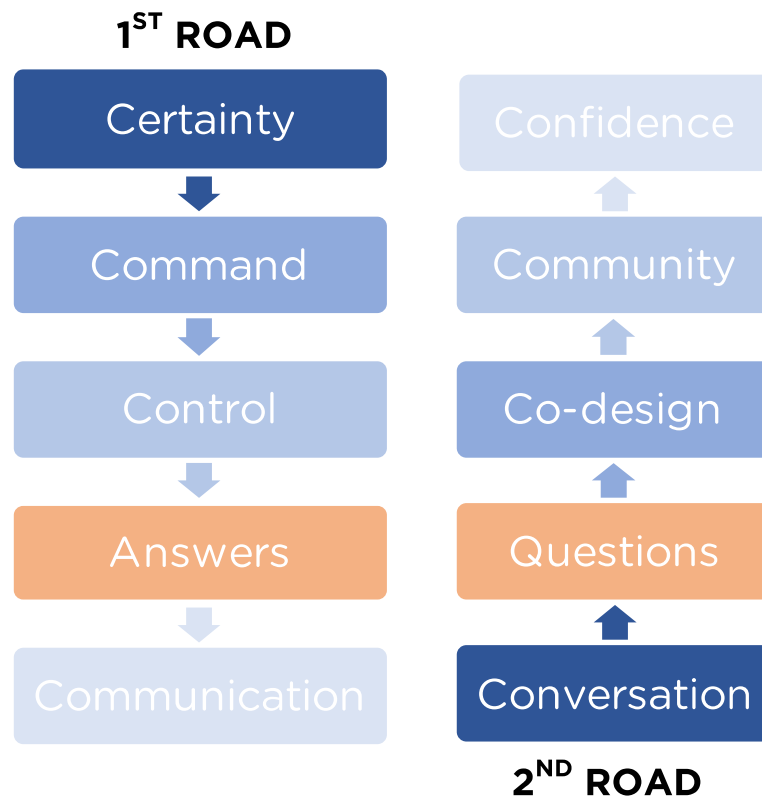 1ST ROAD
Certainty
Command
Control
Answers
Communication
Confidence
Community
Co-design
Questions
Conversation
2ND ROAD